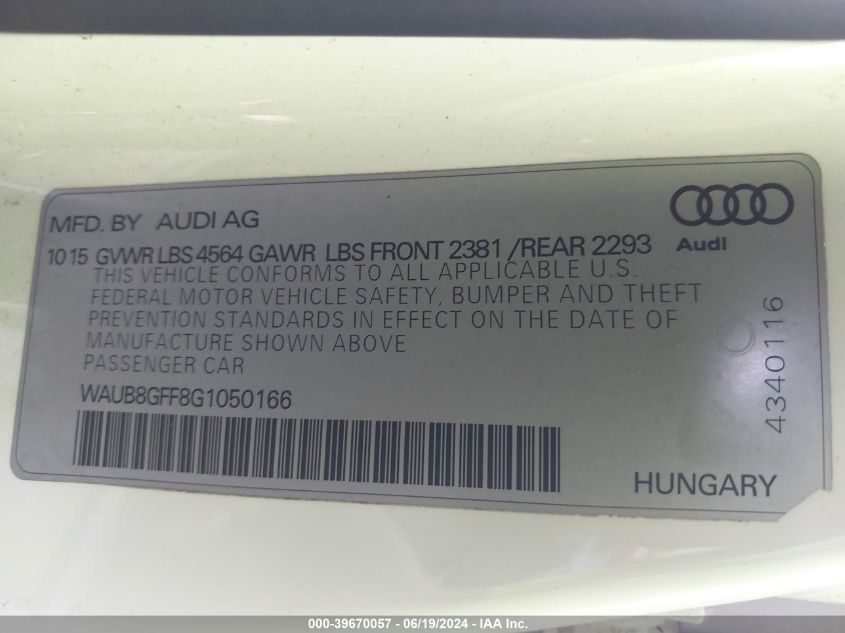 MFD. BY AUDI AG
1015 GVWR LBS 4564 GAWR LBS FRONT 2381 /REAR 2293
Audi
THIS VEHICLE CONFORMS TO ALL APPLICABLE U.S.
FEDERAL MOTOR VEHICLE SAFETY, BUMPER AND THEFT
PREVENTION STANDARDS IN EFFECT ON THE DATE OF
MANUFACTURE SHOWN ABOVE
PASSENGER CAR
WAUB8GFF8G1050166
4340116
HUNGARY
000-39670057 - 06/19/2024 - IAA Inc.